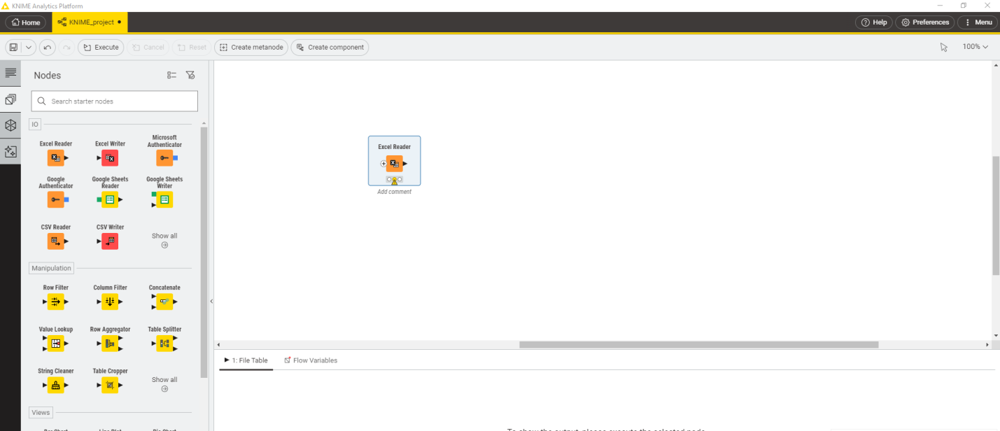 KNIME Analytics Platform
Home
KNIME_project
Help
Preferences
Menu
Execute
Cancel
Reset
Create metanode
Create component
100%
Nodes
Search starter nodes
IO
Excel Reader
Excel Writer
Microsoft
Authenticator
Google
Authenticator
Google Sheets
Reader
Google Sheets
Writer
CSV Reader
CSV Writer
Show all
Manipulation
Row Filter
Column Filter
Concatenate
Value Lookup
Row Aggregator
Table Splitter
String Cleaner
Table Cropper
Show all
Views
Excel Reader
Add comment
1: File Table
Flow Variables
To show the output, please execute the selected node.